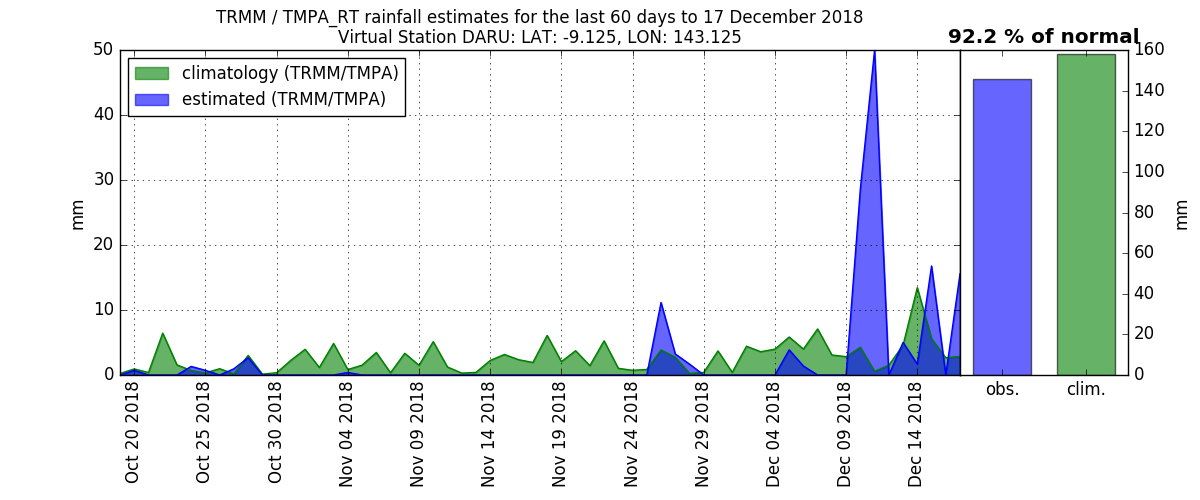 TRMM / TMPA_RT rainfall estimates for the last 60 days to 17 December 2018
Virtual Station DARU: LAT: -9.125, LON: 143.125
92.2 % of normal
climatology (TRMM/TMPA)
estimated (TRMM/TMPA)
50
40
30
20
10
0
mm
Oct 20 2018
Oct 25 2018
Oct 30 2018
Nov 04 2018
Nov 09 2018
Nov 14 2018
Nov 19 2018
Nov 24 2018
Nov 29 2018
Dec 04 2018
Dec 09 2018
Dec 14 2018
obs.
clim.
160
140
120
100
80
60
40
20
0
mm